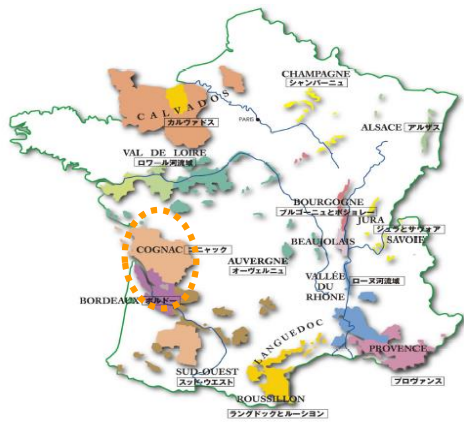 CHAMPAGNE
シャンパーニュ
CALVADOS
カルヴァドス
PARIS
ALSACE アルザス
VAL DE LOIRE
ロワール河流域
BOURGOGNE
ブルゴーニュとボジョレー
JURA
ジュラとサヴォア
SAVOIE
BEAUJOLAIS
COGNAC
ニャック
AUVERGNE
オーヴェルニュ
VALLÉE
DU
RHÔNE
ローヌ河流域
BORDEAUX ボルドー
LANGUEDOC
PROVENCE
プロヴァンス
SUD-OUEST
スッド・ウエスト
ROUSSILLON
ラングドックとルーション